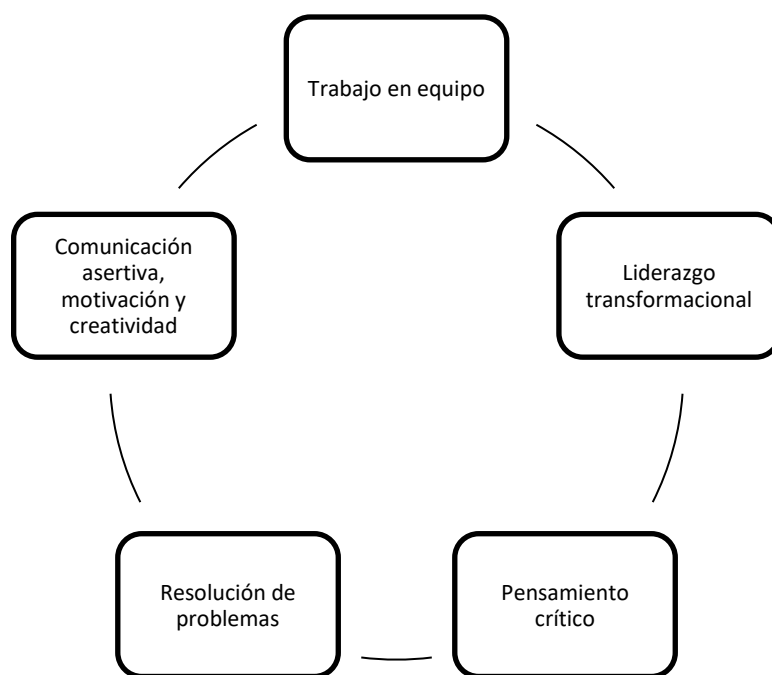 Trabajo en equipo
Liderazgo
transformacional
Pensamiento
crítico
Resolución de
problemas
Comunicación
asertiva,
motivación y
creatividad